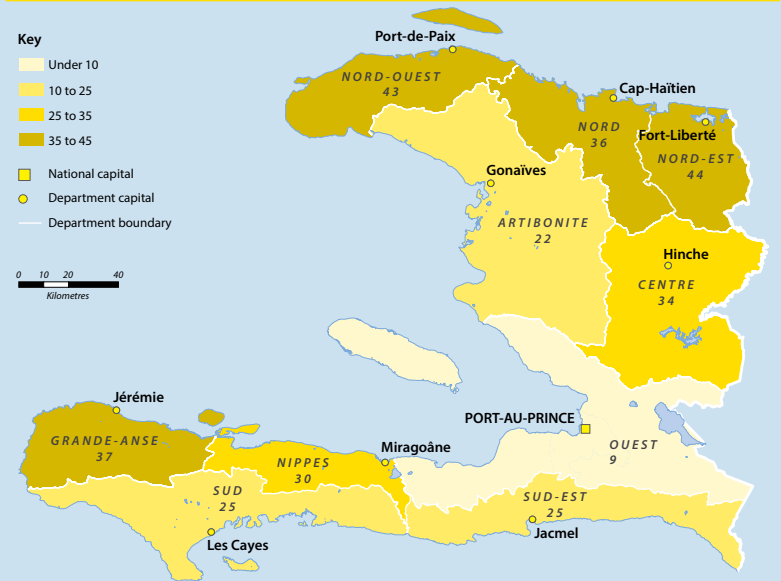 Key
Under 10
10 to 25
25 to 35
35 to 45
National capital
Department capital
Department boundary
0 10 20 40
Kilometres
Port-de-Paix
NORD-OUEST
43
Cap-Haïtien
NORD
36
Fort-Liberté
NORD-EST
44
Gonaïves
ARTIBONITE
22
Hinche
CENTRE
34
PORT-AU-PRINCE
OUEST
9
Jérémie
GRANDE-ANSE
37
Miragoâne
NIPPES
30
SUD
25
Les Cayes
SUD-EST
25
Jacmel